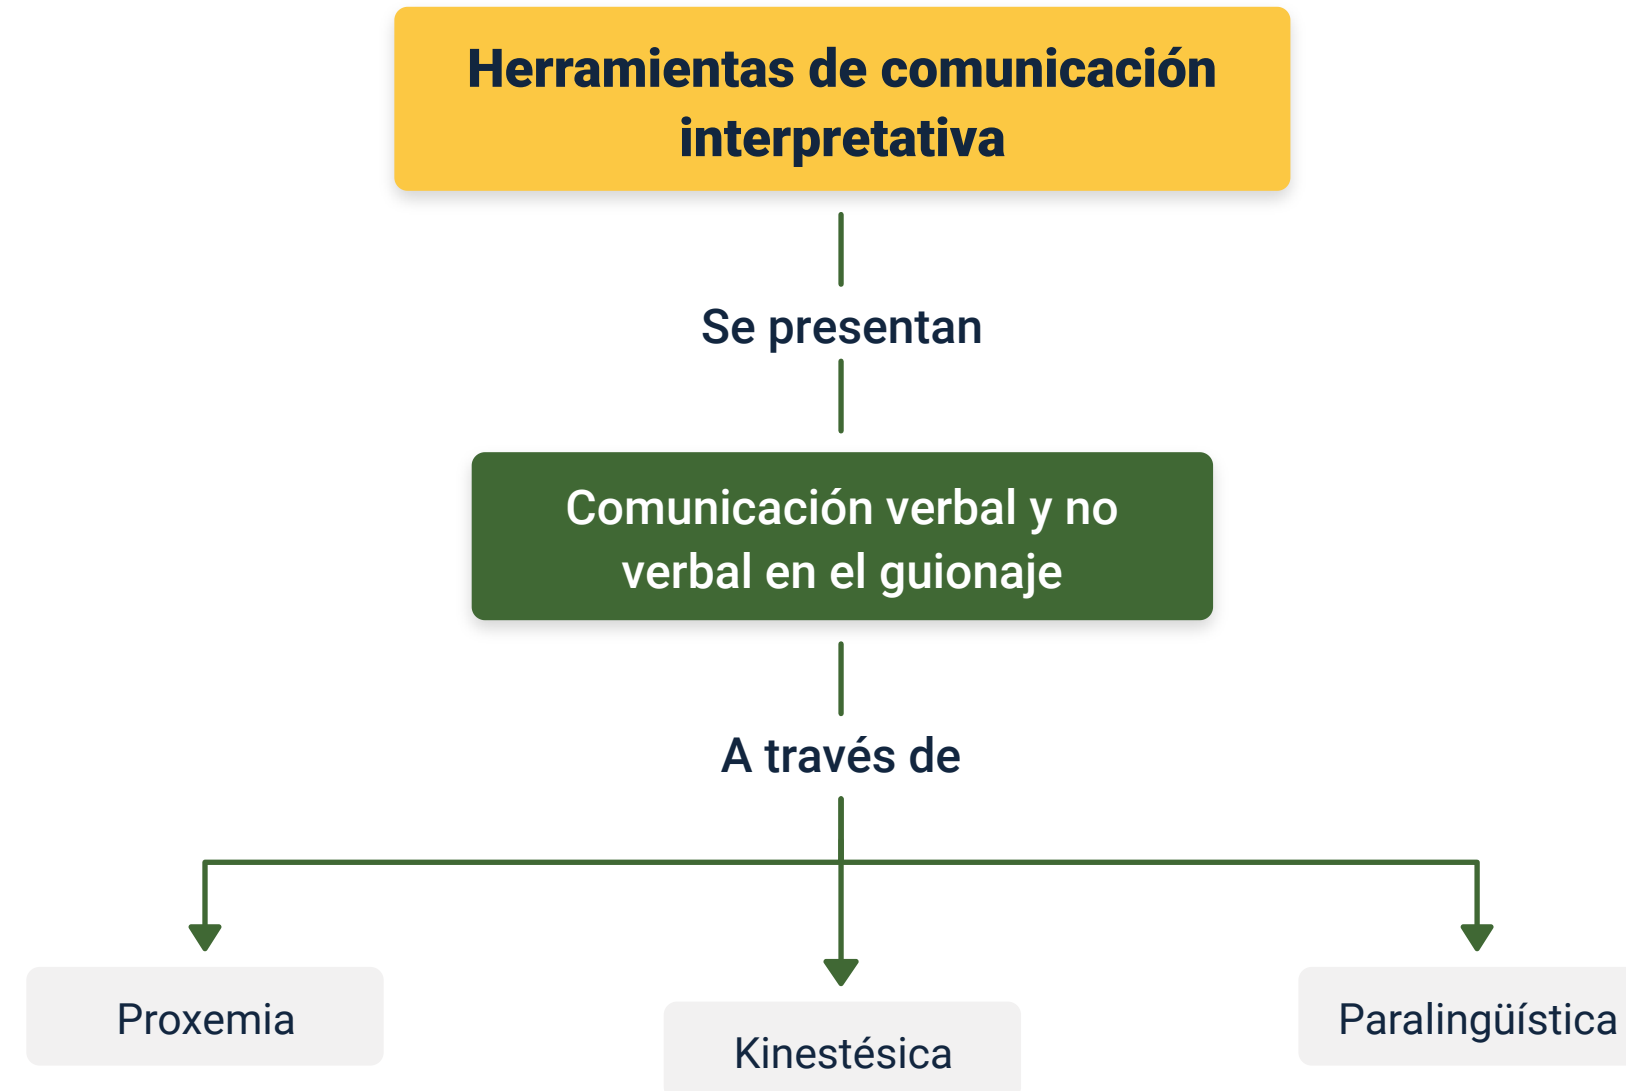 Herramientas de comunicación
interpretativa
Se presentan
Comunicación verbal y no
verbal en el guionaje
A través de
Proxemia
Kinestésica
Paralingüística